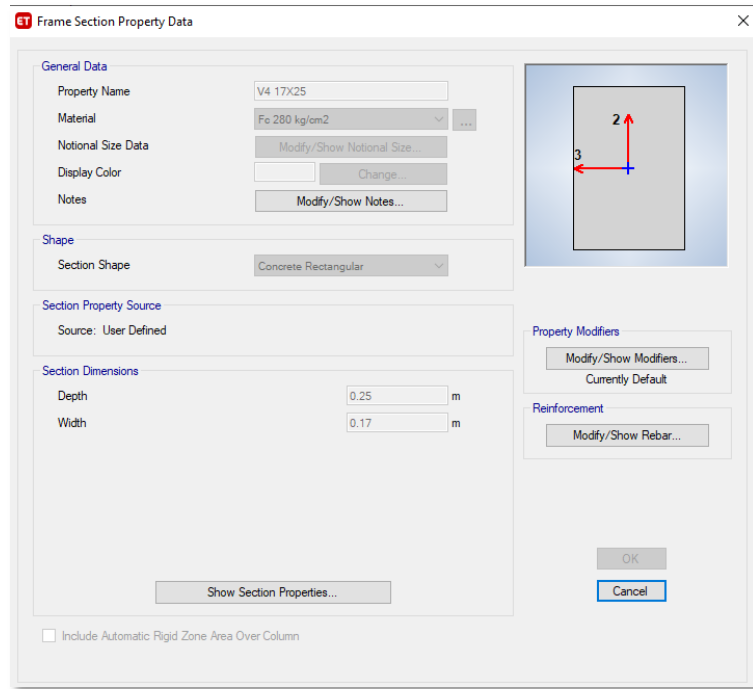 ET Frame Section Property Data
General Data
Property Name V4 17X25
Material Fc 280 kg/cm2 ...
Notional Size Data Modify/Show Notional Size...
Display Color Change...
Notes Modify/Show Notes...
2
3
Shape
Section Shape Concrete Rectangular
Section Property Source
Source: User Defined
Property Modifiers
Modify/Show Modifiers...
Currently Default
Section Dimensions
Depth 0.25 m
Width 0.17 m
Reinforcement
Modify/Show Rebar...
Show Section Properties...
OK
Cancel
Include Automatic Rigid Zone Area Over Column